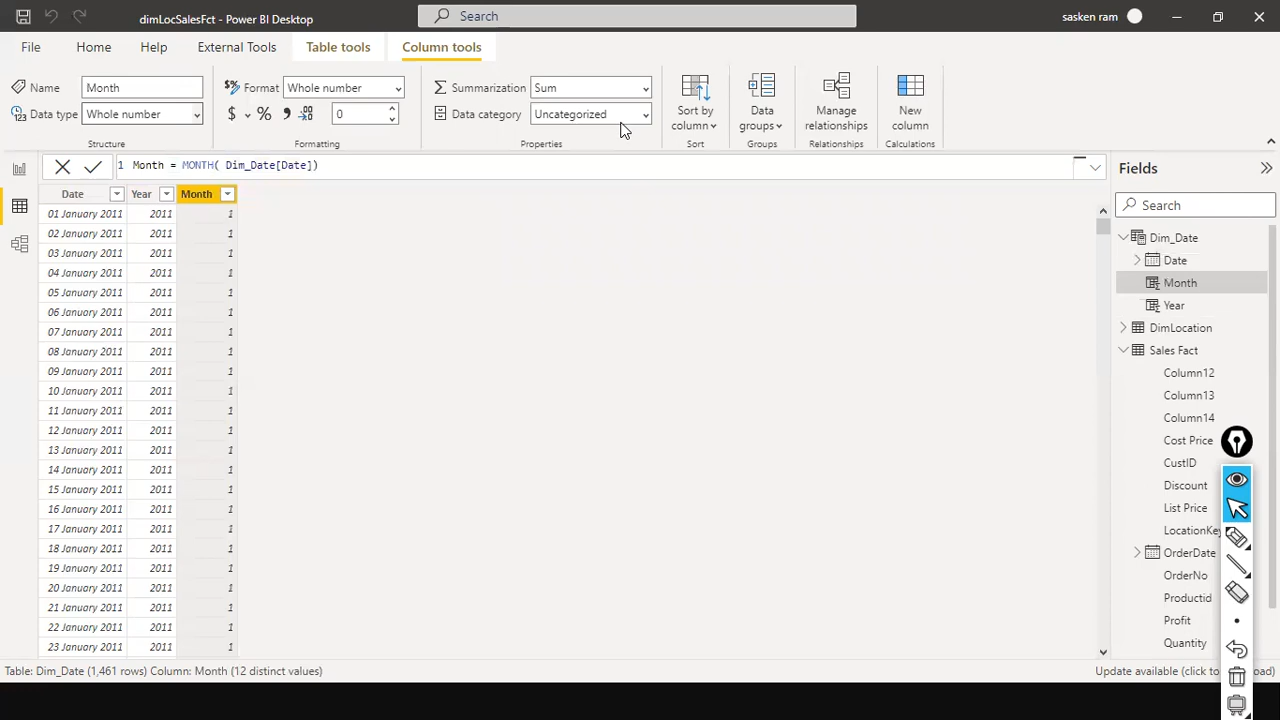 dimLocSalesFct - Power BI Desktop
Search
sasken ram
File
Home
Help
External Tools
Table tools
Column tools
Name
Month
Format
Whole number
Summarization
Sum
Data type
Whole number
$
%
0
Data category
Uncategorized
Sort by column
Data groups
Manage relationships
New column
Structure
Formatting
Properties
Sort
Groups
Relationships
Calculations
1 Month = MONTH( Dim_Date[Date])
Date Year Month
01 January 2011 2011 1
02 January 2011 2011 1
03 January 2011 2011 1
04 January 2011 2011 1
05 January 2011 2011 1
06 January 2011 2011 1
07 January 2011 2011 1
08 January 2011 2011 1
09 January 2011 2011 1
10 January 2011 2011 1
11 January 2011 2011 1
12 January 2011 2011 1
13 January 2011 2011 1
14 January 2011 2011 1
15 January 2011 2011 1
16 January 2011 2011 1
17 January 2011 2011 1
18 January 2011 2011 1
19 January 2011 2011 1
20 January 2011 2011 1
21 January 2011 2011 1
22 January 2011 2011 1
23 January 2011 2011 1
Fields
Search
Dim_Date
Date
Month
Year
DimLocation
Sales Fact
Column12
Column13
Column14
Cost Price
CustID
Discount
List Price
LocationKey
OrderDate
OrderNo
Productid
Profit
Quantity
Table: Dim_Date (1,461 rows) Column: Month (12 distinct values)
Update available (click to load)